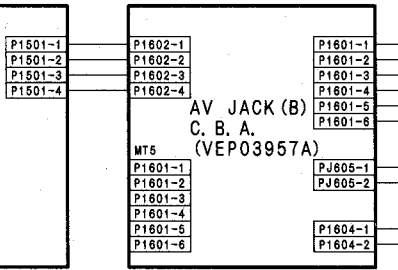 P1501-1 P1602-1 P1601-1
P1501-2 P1602-2 P1601-2
P1501-3 P1602-3 P1601-3
P1501-4 P1602-4 P1601-4
P1601-5
AV JACK(B)
P1601-6
C. B. A.
MT5 (VEP03957A)
P1601-1 PJ605-1
P1601-2 PJ605-2
P1601-3
P1601-4
P1601-5 P1604-1
P1601-6 P1604-2